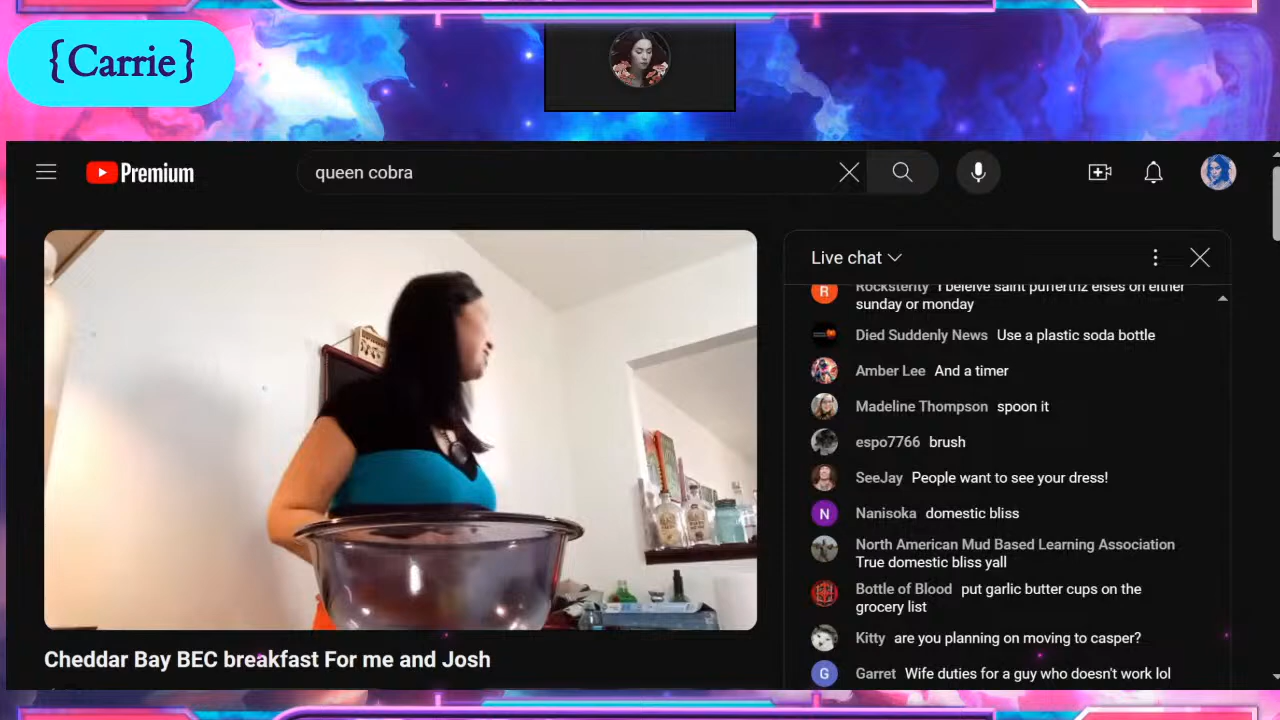 {Carrie}
Premium
queen cobra
Live chat
Rocksterity I beleive saint puffertnz elses on either
sunday or monday
Died Suddenly News Use a plastic soda bottle
Amber Lee And a timer
Madeline Thompson spoon it
espo7766 brush
SeeJay People want to see your dress!
N Nanisoka domestic bliss
North American Mud Based Learning Association
True domestic bliss yall
Bottle of Blood put garlic butter cups on the
grocery list
Kitty are you planning on moving to casper?
G Garret Wife duties for a guy who doesn't work lol
Cheddar Bay BEC breakfast For me and Josh